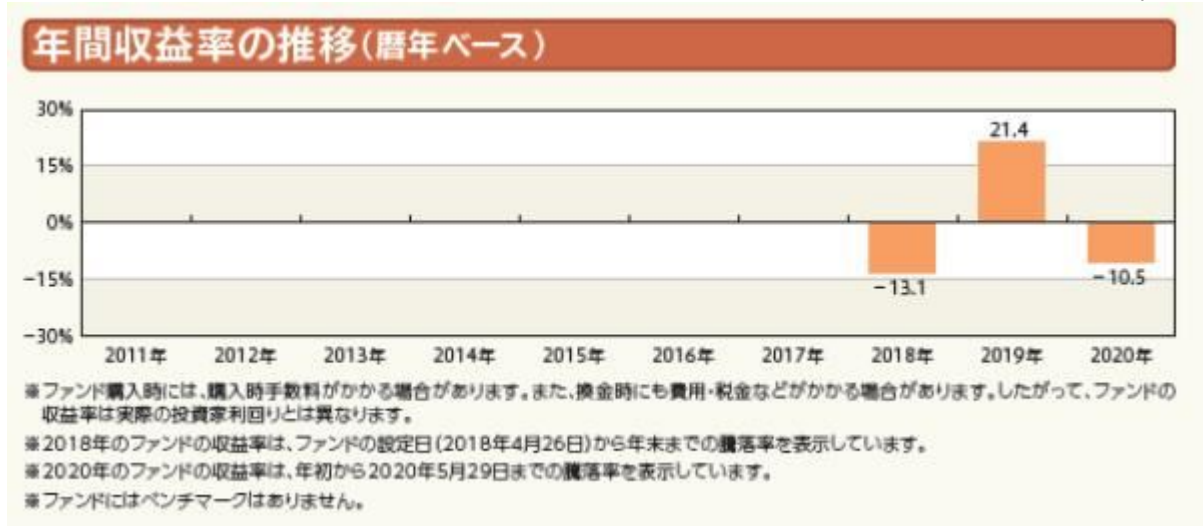 年間収益率の推移(暦年ベース)
30%
21.4
15%
0%
-15%
-13.1
-10.5
-30%
2011年 2012年 2013年 2014年 2015年 2016年 2017年 2018年 2019年 2020年
※ファンド購入時には、購入時手数料がかかる場合があります。また、換金時にも費用・税金などがかかる場合があります。したがって、ファンドの
収益率は実際の投資家利回りとは異なります。
※2018年のファンドの収益率は、ファンドの設定日(2018年4月26日)から年末までの騰落率を表示しています。
※2020年のファンドの収益率は、年初から2020年5月29日までの騰落率を表示しています。
※ファンドにはベンチマークはありません。